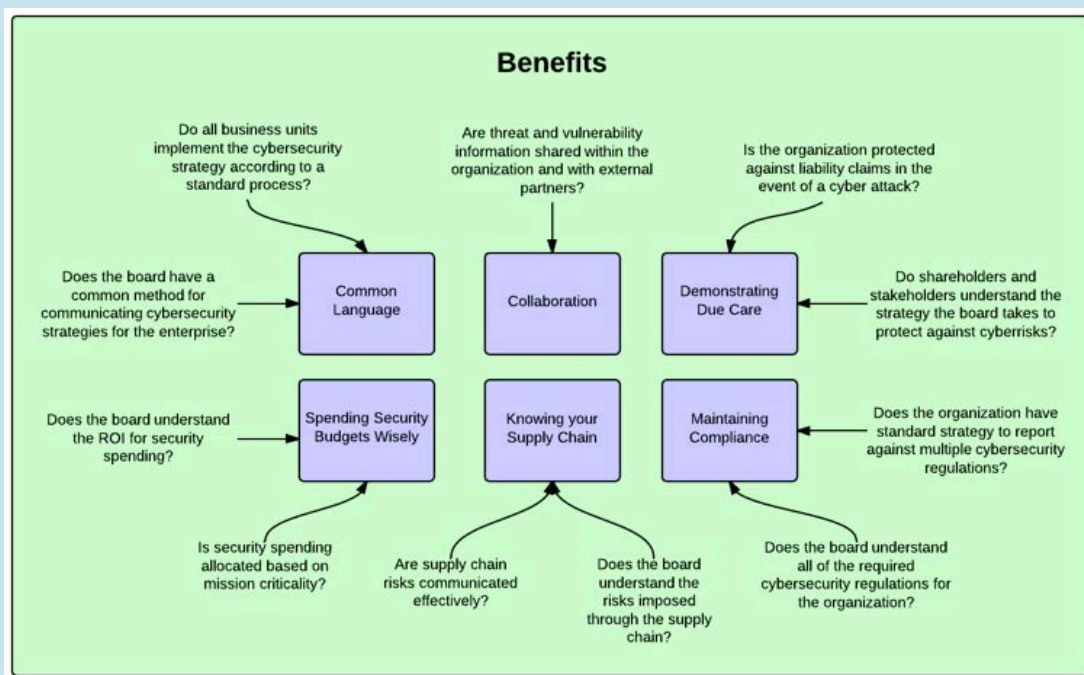 Benefits
Do all business units
implement the cybersecurity
strategy according to a
standard process?
Are threat and vulnerability
information shared within the
organization and with external
partners?
Is the organization protected
against liability claims in the
event of a cyber attack?
Does the board have a
common method for
communicating cybersecurity
strategies for the enterprise?
Common
Language
Collaboration
Demonstrating
Due Care
Do shareholders and
stakeholders understand the
strategy the board takes to
protect against cyberrisks?
Does the board understand
the ROI for security
spending?
Spending Security
Budgets Wisely
Knowing your
Supply Chain
Maintaining
Compliance
Does the organization have
standard strategy to report
against multiple cybersecurity
regulations?
Is security spending
allocated based on
mission criticality?
Are supply chain
risks communicated
effectively?
Does the board
understand the
risks imposed
through the supply
chain?
Does the board understand
all of the required
cybersecurity regulations for
the organization?